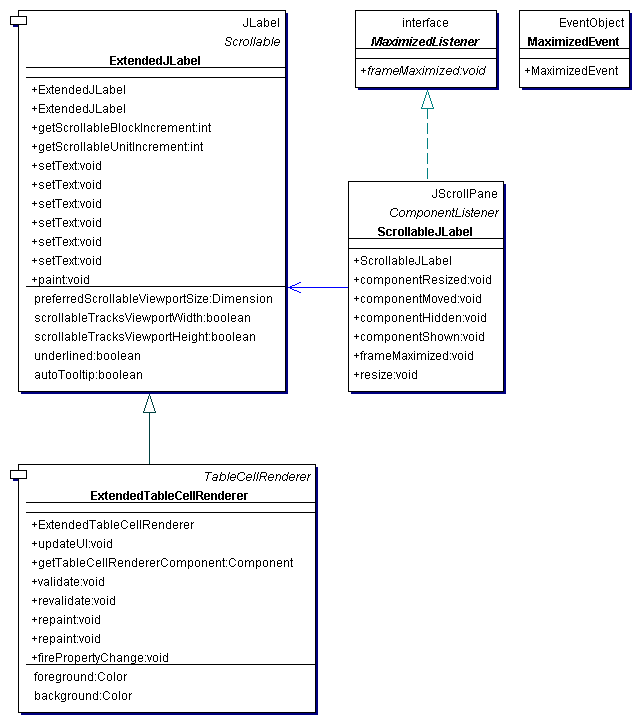 JLabel
Scrollable
ExtendedJLabel
+ExtendedJLabel
+ExtendedJLabel
+getScrollableBlockIncrement:int
+getScrollableUnitIncrement:int
+setText:void
+setText:void
+setText:void
+setText:void
+setText:void
+setText:void
+paint:void
preferredScrollableViewportSize:Dimension
scrollableTracksViewportWidth:boolean
scrollableTracksViewportHeight:boolean
underlined:boolean
autoTooltip:boolean
interface
MaximizedListener
+frameMaximized:void
EventObject
MaximizedEvent
+MaximizedEvent
JScrollPane
ComponentListener
ScrollableJLabel
+ScrollableJLabel
+componentResized:void
+componentMoved:void
+componentHidden:void
+componentShown:void
+frameMaximized:void
+resize:void
TableCellRenderer
ExtendedTableCellRenderer
+ExtendedTableCellRenderer
+updateUI:void
+getTableCellRendererComponent:Component
+validate:void
+revalidate:void
+repaint:void
+repaint:void
+firePropertyChange:void
foreground:Color
background:Color